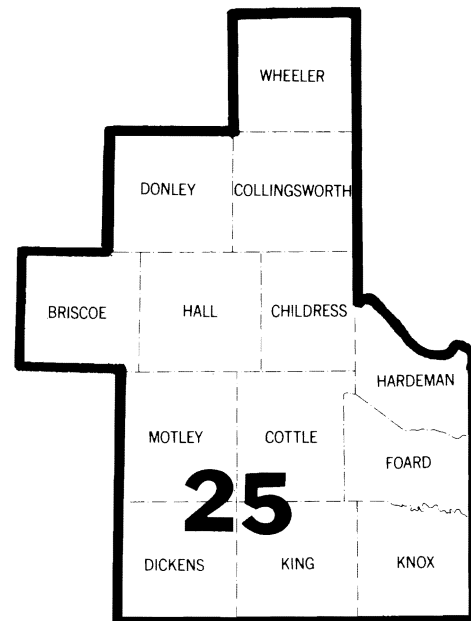 WHEELER
DONLEY COLLINGSWORTH
BRISCOE HALL CHILDRESS
HARDEMAN
MOTLEY COTTLE
FOARD
25
DICKENS KING KNOX